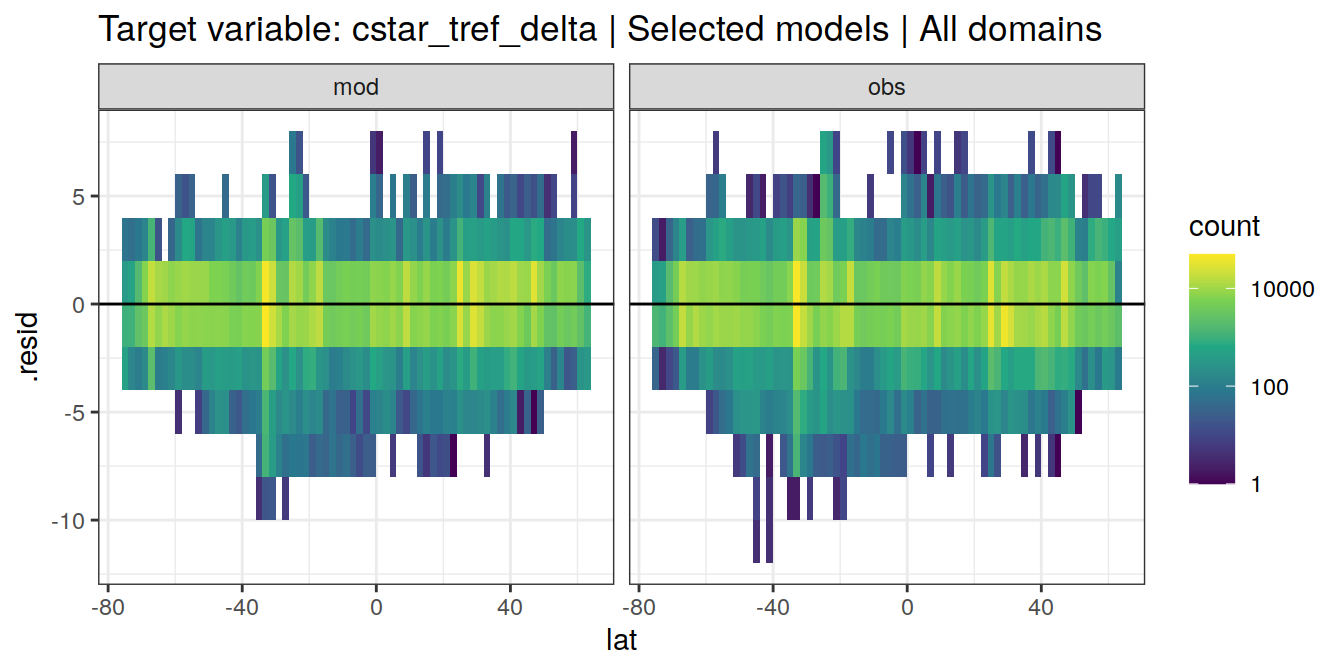 Target variable: cstar_tref_delta | Selected models | All domains
mod
obs
.resid
5
0
-5
-10
-80
-40
0
40
-80
-40
0
40
lat
count
10000
100
1